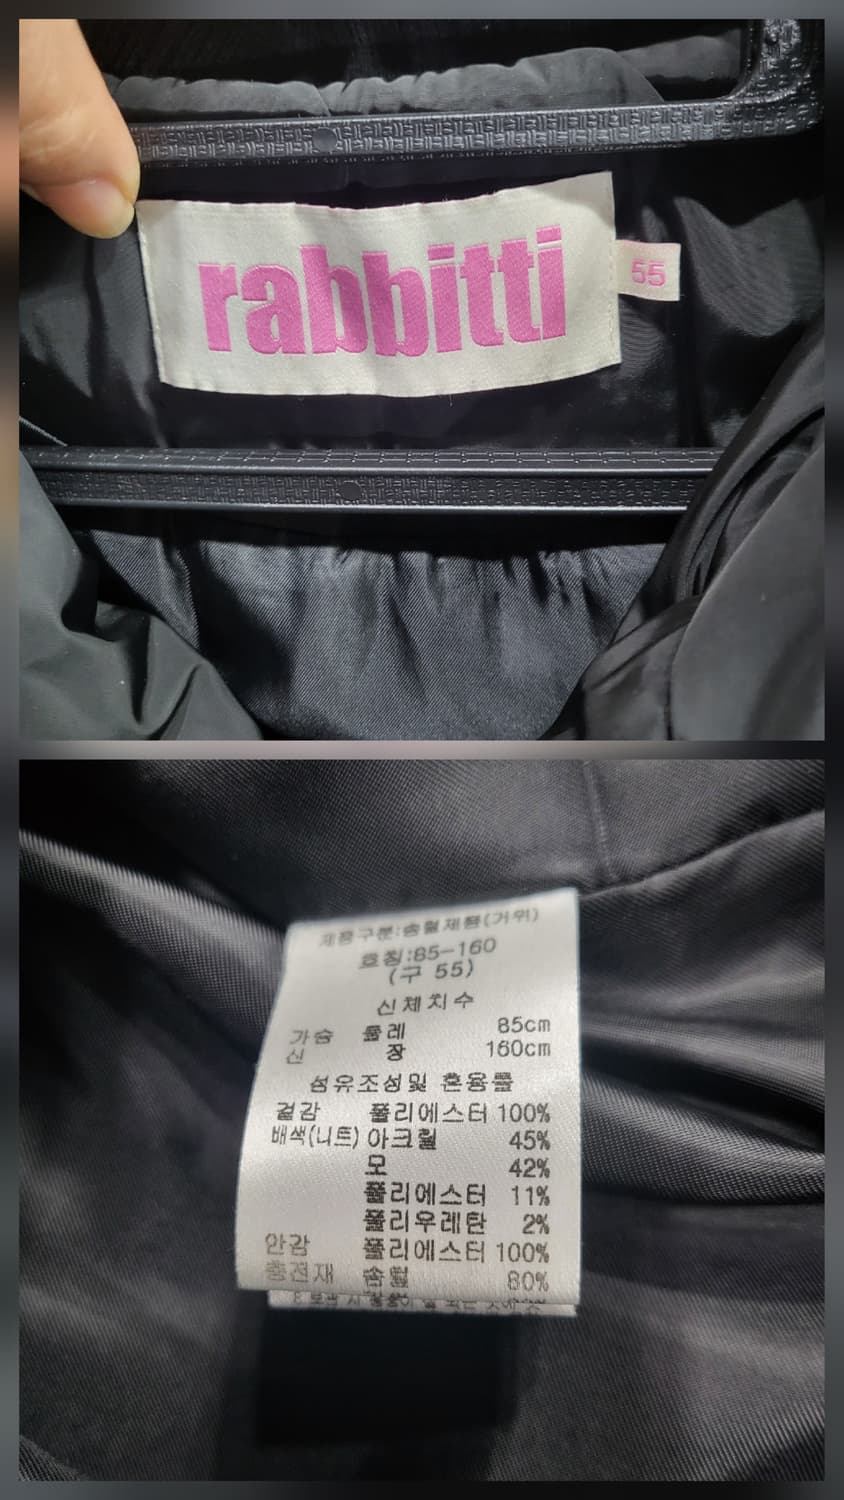 rabbitti
55
제품구분:솜털제품(거위)
호칭:85-160
(구 55)
신체치수
가슴 둘레 85cm
신 장 160cm
섬유조성및 혼용률
겉감 폴리에스터 100%
배색(니트) 아크릴 45%
모 42%
폴리에스터 11%
폴리우레탄 2%
안감 폴리에스터 100%
충전재 솜털 80%